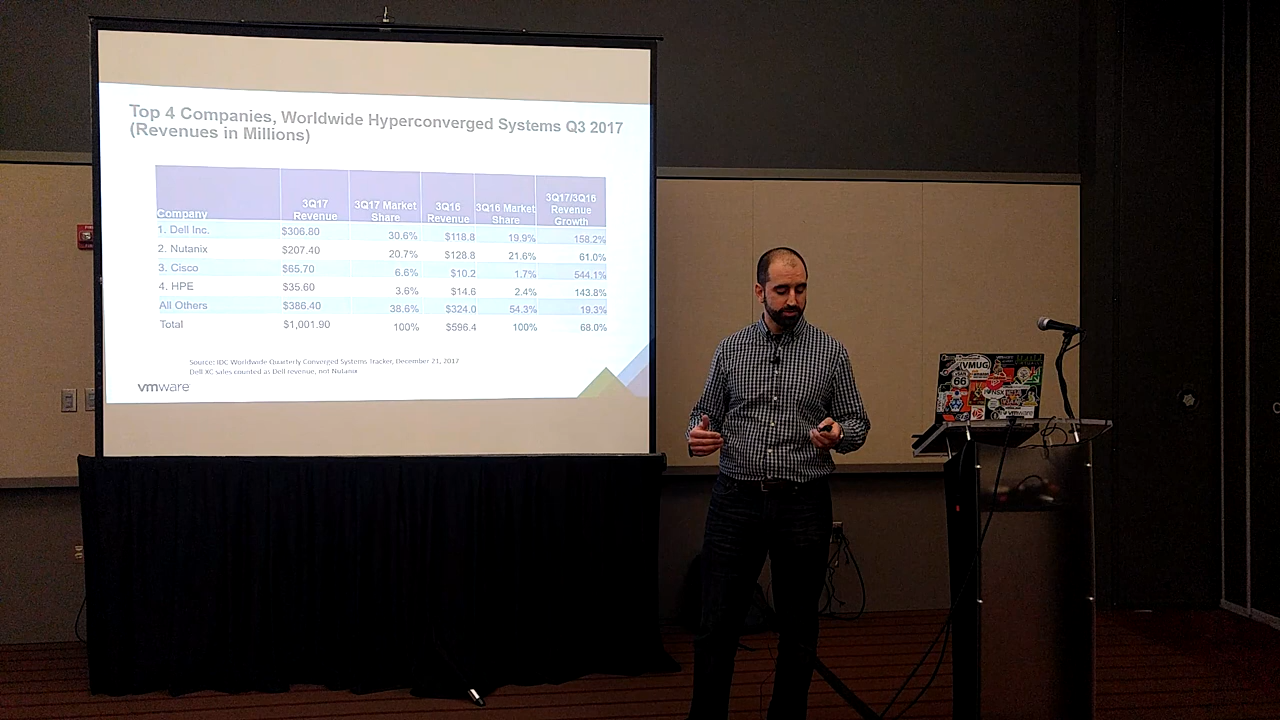 Top 4 Companies, Worldwide Hyperconverged Systems Q3 2017
(Revenues in Millions)
Company 3Q17 Revenue 3Q17 Market Share 3Q16 Revenue 3Q16 Market Share 3Q17/3Q16 Revenue Growth
1. Dell Inc. $306.80 30.6% $118.8 19.9% 158.2%
2. Nutanix $207.40 20.7% $128.8 21.6% 61.0%
3. Cisco $65.70 6.6% $10.2 1.7% 544.1%
4. HPE $35.60 3.6% $14.6 2.4% 143.8%
All Others $386.40 38.6% $324.0 54.3% 19.3%
Total $1,001.90 100% $596.4 100% 68.0%
Source: IDC Worldwide Quarterly Converged Systems Tracker, December 21, 2017
Dell XC sales counted as Dell revenue, not Nutanix
vmware
FIRE
(VMUG)
66
vmware